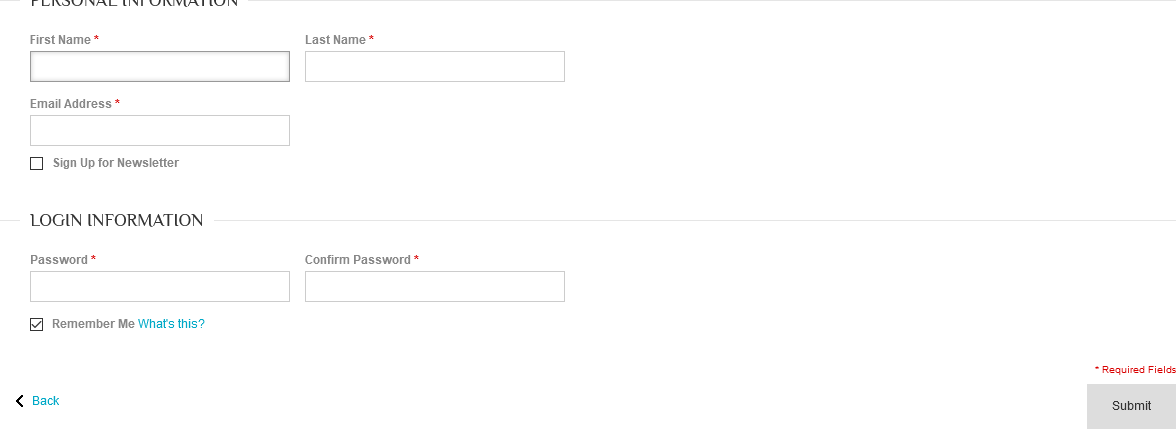 PERSONAL INFORMATION
First Name * Last Name *
Email Address *
Sign Up for Newsletter
LOGIN INFORMATION
Password * Confirm Password *
Remember Me What's this?
* Required Fields
Back
Submit